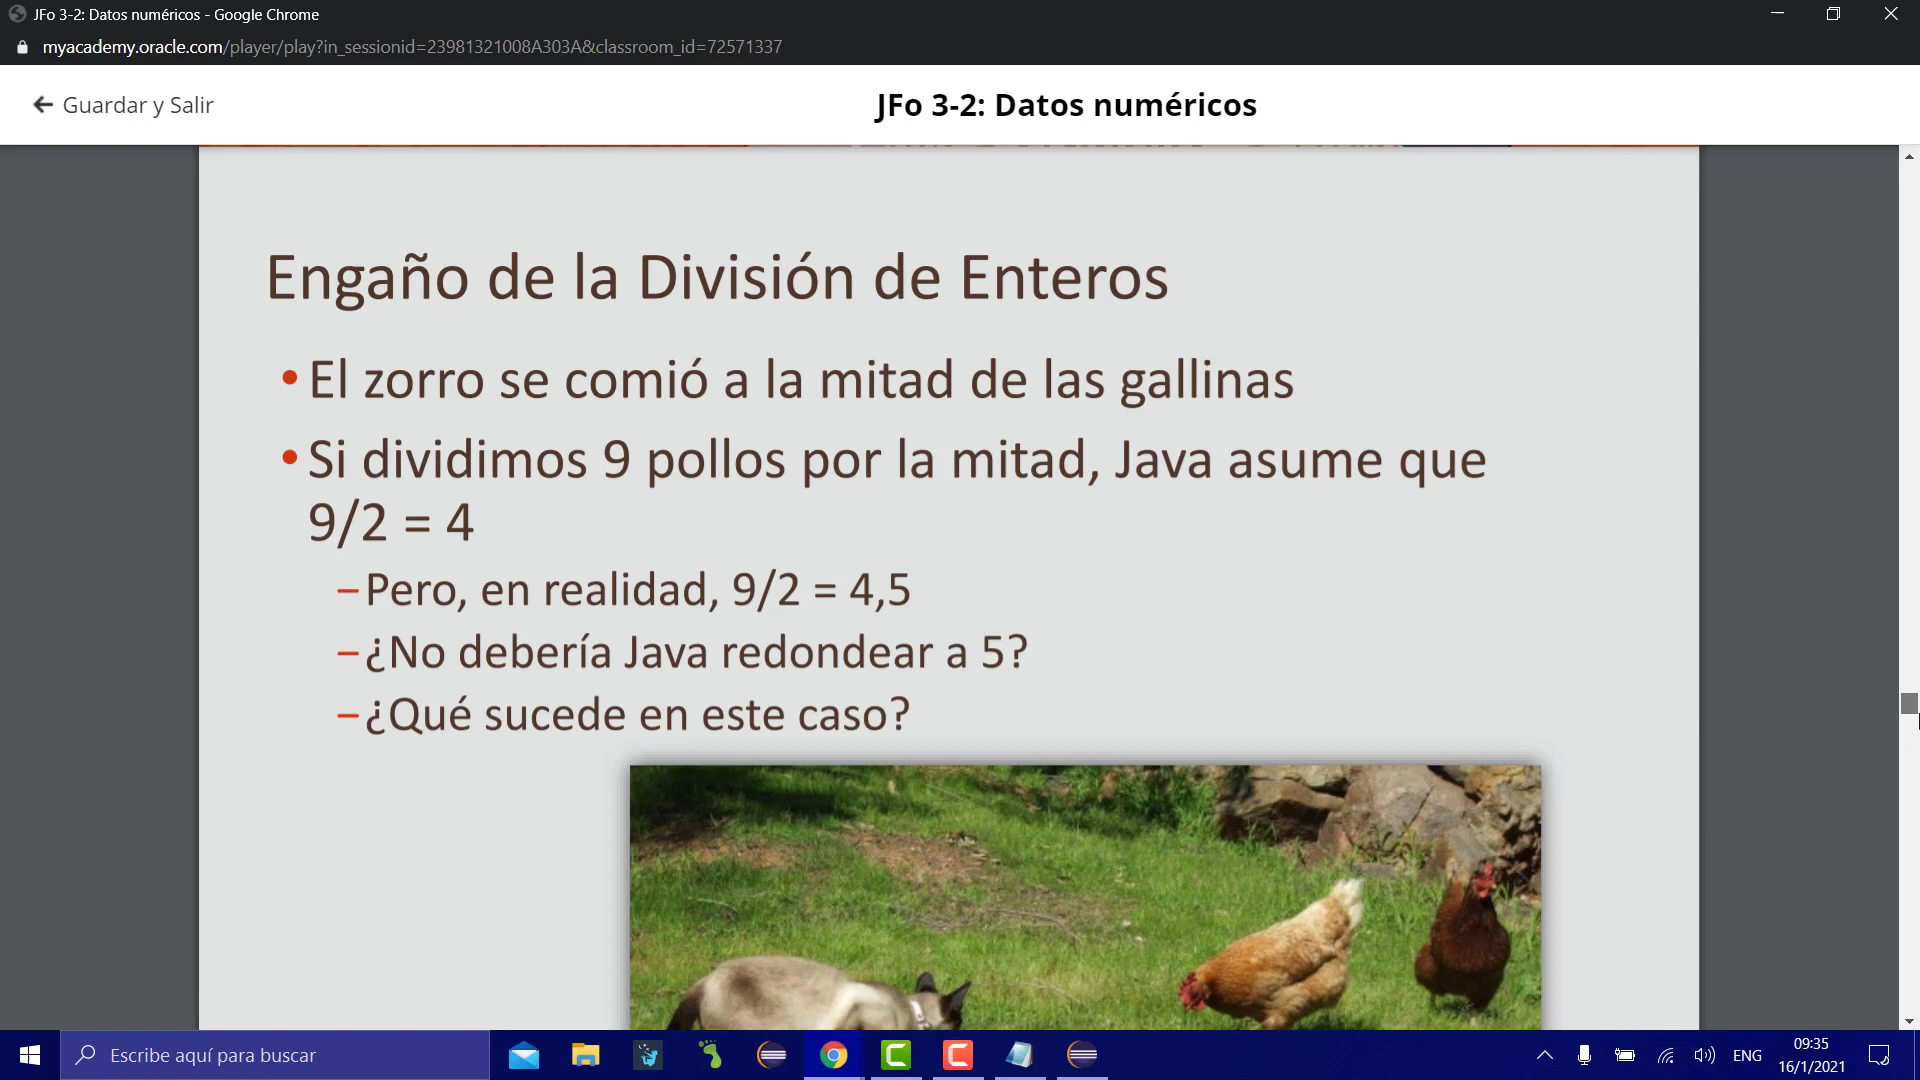 JFo 3-2: Datos numéricos - Google Chrome
myacademy.oracle.com/player/play?in_sessionid=23981321008A303A&classroom_id=72571337
Guardar y Salir
JFo 3-2: Datos numéricos
Engaño de la División de Enteros
•El zorro se comió a la mitad de las gallinas
•Si dividimos 9 pollos por la mitad, Java asume que
9/2 = 4
–Pero, en realidad, 9/2 = 4,5
–¿No debería Java redondear a 5?
–¿Qué sucede en este caso?
Escribe aquí para buscar
ENG
09:35
16/1/2021